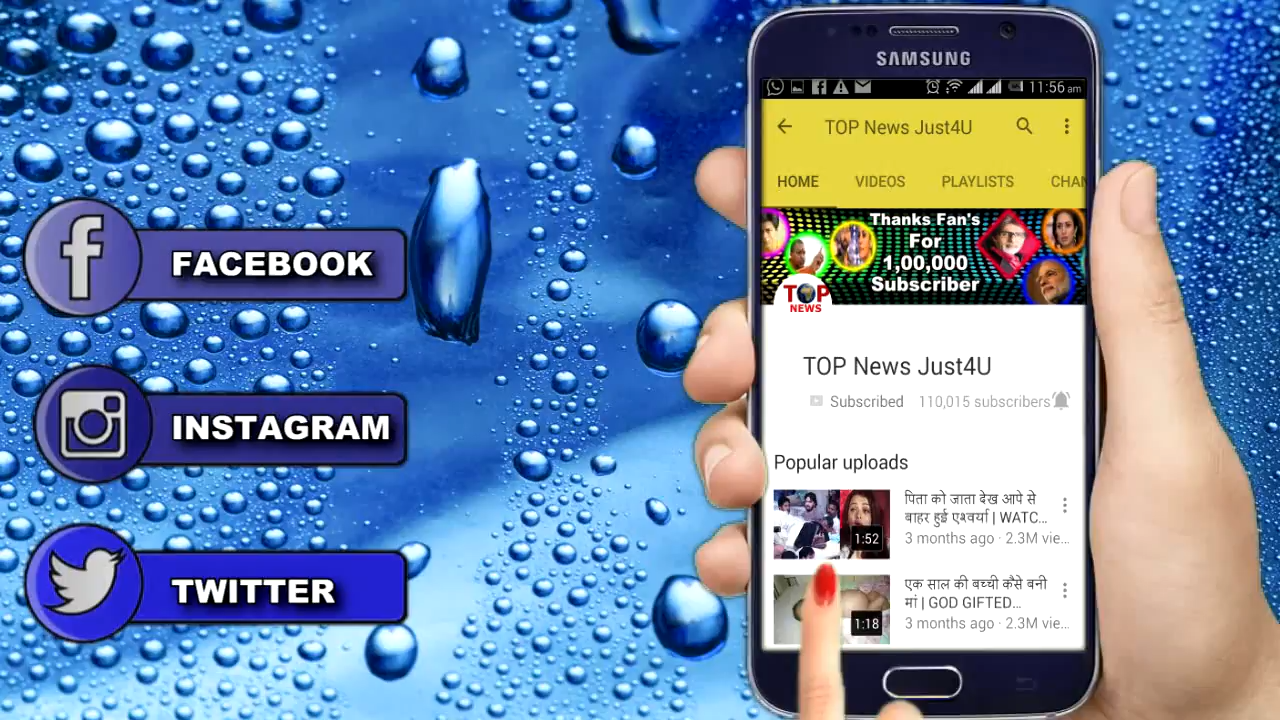 FACEBOOK
INSTAGRAM
TWITTER
SAMSUNG
11:56 am
TOP News Just4U
HOME VIDEOS PLAYLISTS CHAN
Thanks Fan's
For
1,00,000
Subscriber
TOP
NEWS
TOP News Just4U
Subscribed 110,015 subscribers
Popular uploads
पिता को जाता देख आपे से
बाहर हुई एश्वर्या | WATC...
3 months ago · 2.3M vie...
1:52
एक साल की बच्ची कैसे बनी
मां | GOD GIFTED...
3 months ago · 2.3M vie...
1:18